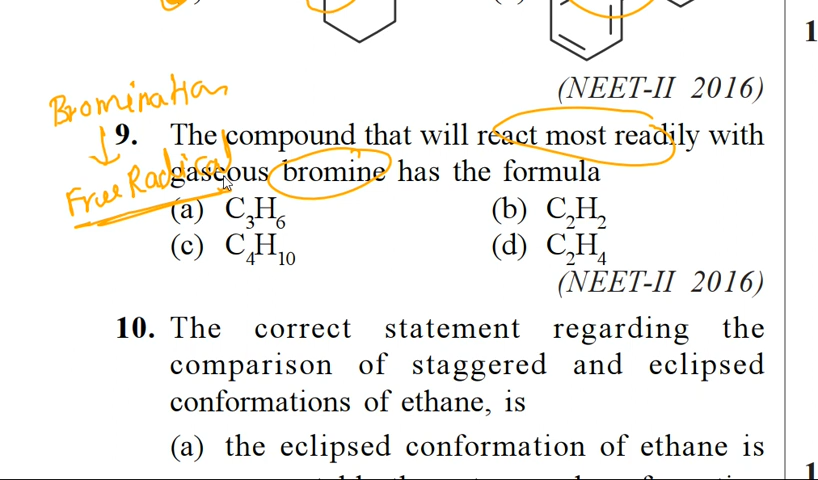 (NEET-II 2016)
Bromination
Free Radical
9. The compound that will react most readily with
gaseous bromine has the formula
(a) C3H6 (b) C2H2
(c) C4H10 (d) C2H4
(NEET-II 2016)
10. The correct statement regarding the
comparison of staggered and eclipsed
conformations of ethane, is
(a) the eclipsed conformation of ethane is
1
1